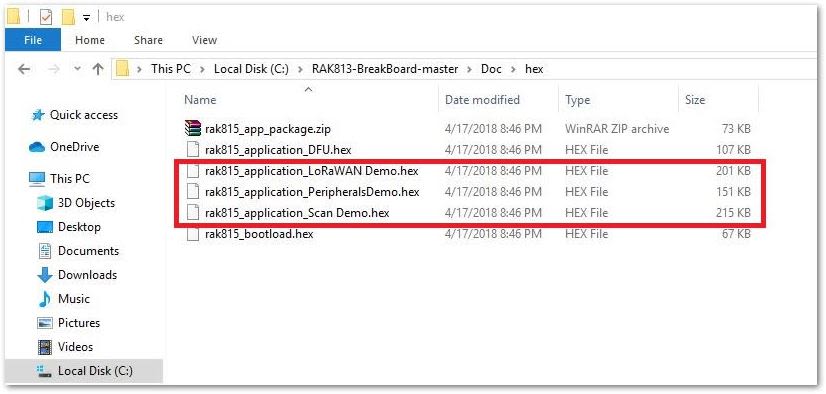 hex
File Home Share View
This PC > Local Disk (C:) > RAK813-BreakBoard-master > Doc > hex
Name Date modified Type Size
Quick access
OneDrive
This PC
3D Objects
Desktop
Documents
Downloads
Music
Pictures
Videos
Local Disk (C:)
rak815_app_package.zip 4/17/2018 8:46 PM WinRAR ZIP archive 73 KB
rak815_application_DFU.hex 4/17/2018 8:46 PM HEX File 107 KB
rak815_application_LoRaWAN Demo.hex 4/17/2018 8:46 PM HEX File 201 KB
rak815_application_PeripheralsDemo.hex 4/17/2018 8:46 PM HEX File 151 KB
rak815_application_Scan Demo.hex 4/17/2018 8:46 PM HEX File 215 KB
rak815_bootload.hex 4/17/2018 8:46 PM HEX File 67 KB